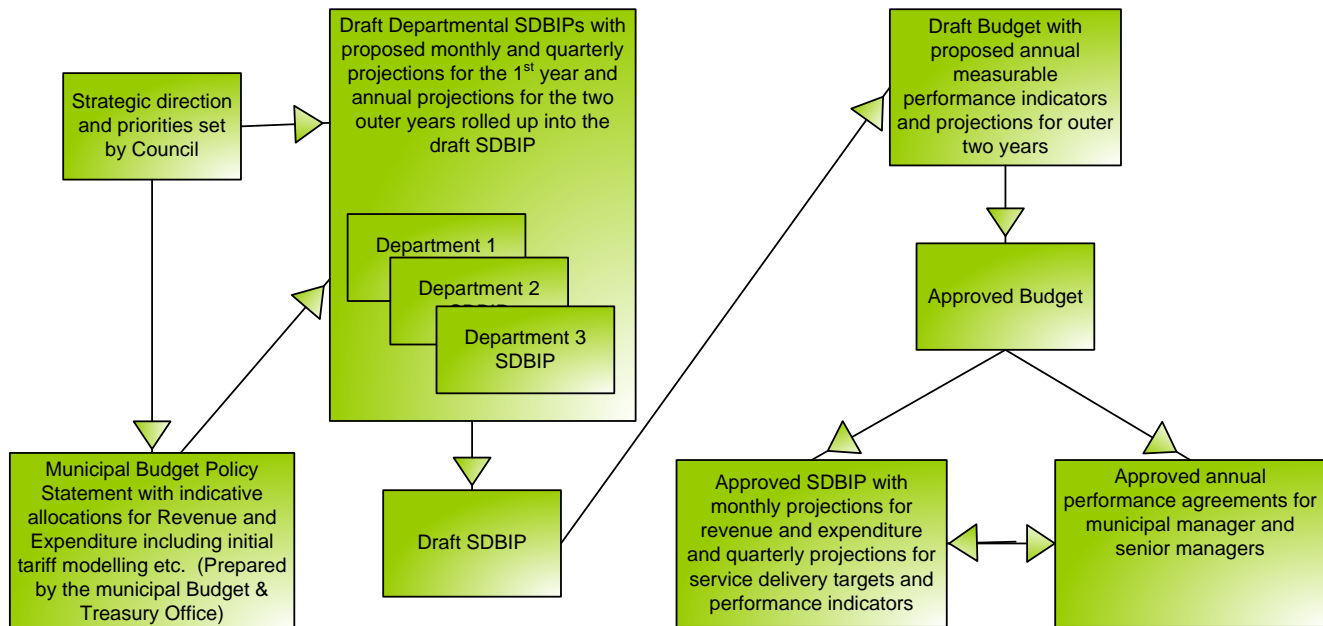 Strategic direction
and priorities set
by Council
Draft Departmental SDBIPs with
proposed monthly and quarterly
projections for the 1st year and
annual projections for the two
outer years rolled up into the
draft SDBIP
Department 1
Department 2
Department 3
SDBIP
Municipal Budget Policy
Statement with indicative
allocations for Revenue and
Expenditure including initial
tariff modelling etc. (Prepared
by the municipal Budget &
Treasury Office)
Draft SDBIP
Draft Budget with
proposed annual
measurable
performance indicators
and projections for outer
two years
Approved Budget
Approved SDBIP with
monthly projections for
revenue and expenditure
and quarterly projections for
service delivery targets and
performance indicators
Approved annual
performance agreements for
municipal manager and
senior managers